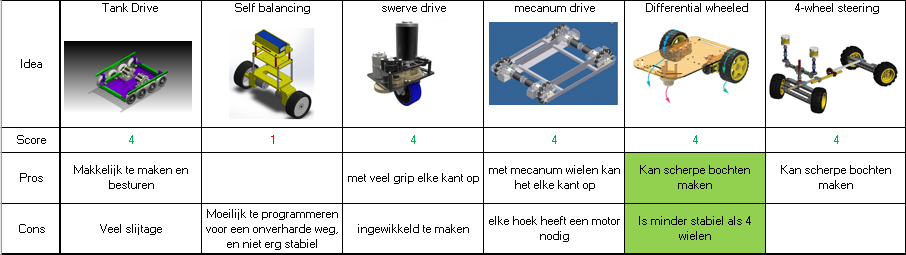 Tank Drive Self balancing swerve drive mecanum drive Differential wheeled 4-wheel steering
Idea
Score 4 1 4 4 4 4
Pros
Makkelijk te maken en
besturen
met veel grip elke kant op
met mecanum wielen kan
het elke kant op
Kan scherpe bochten
maken
Kan scherpe bochten
maken
Cons
Veel slijtage
Moeilijk te programmeren
voor een onverharde weg,
en niet erg stabiel
ingewikkeld te maken
elke hoek heeft een motor
nodig
Is minder stabiel als 4
wielen